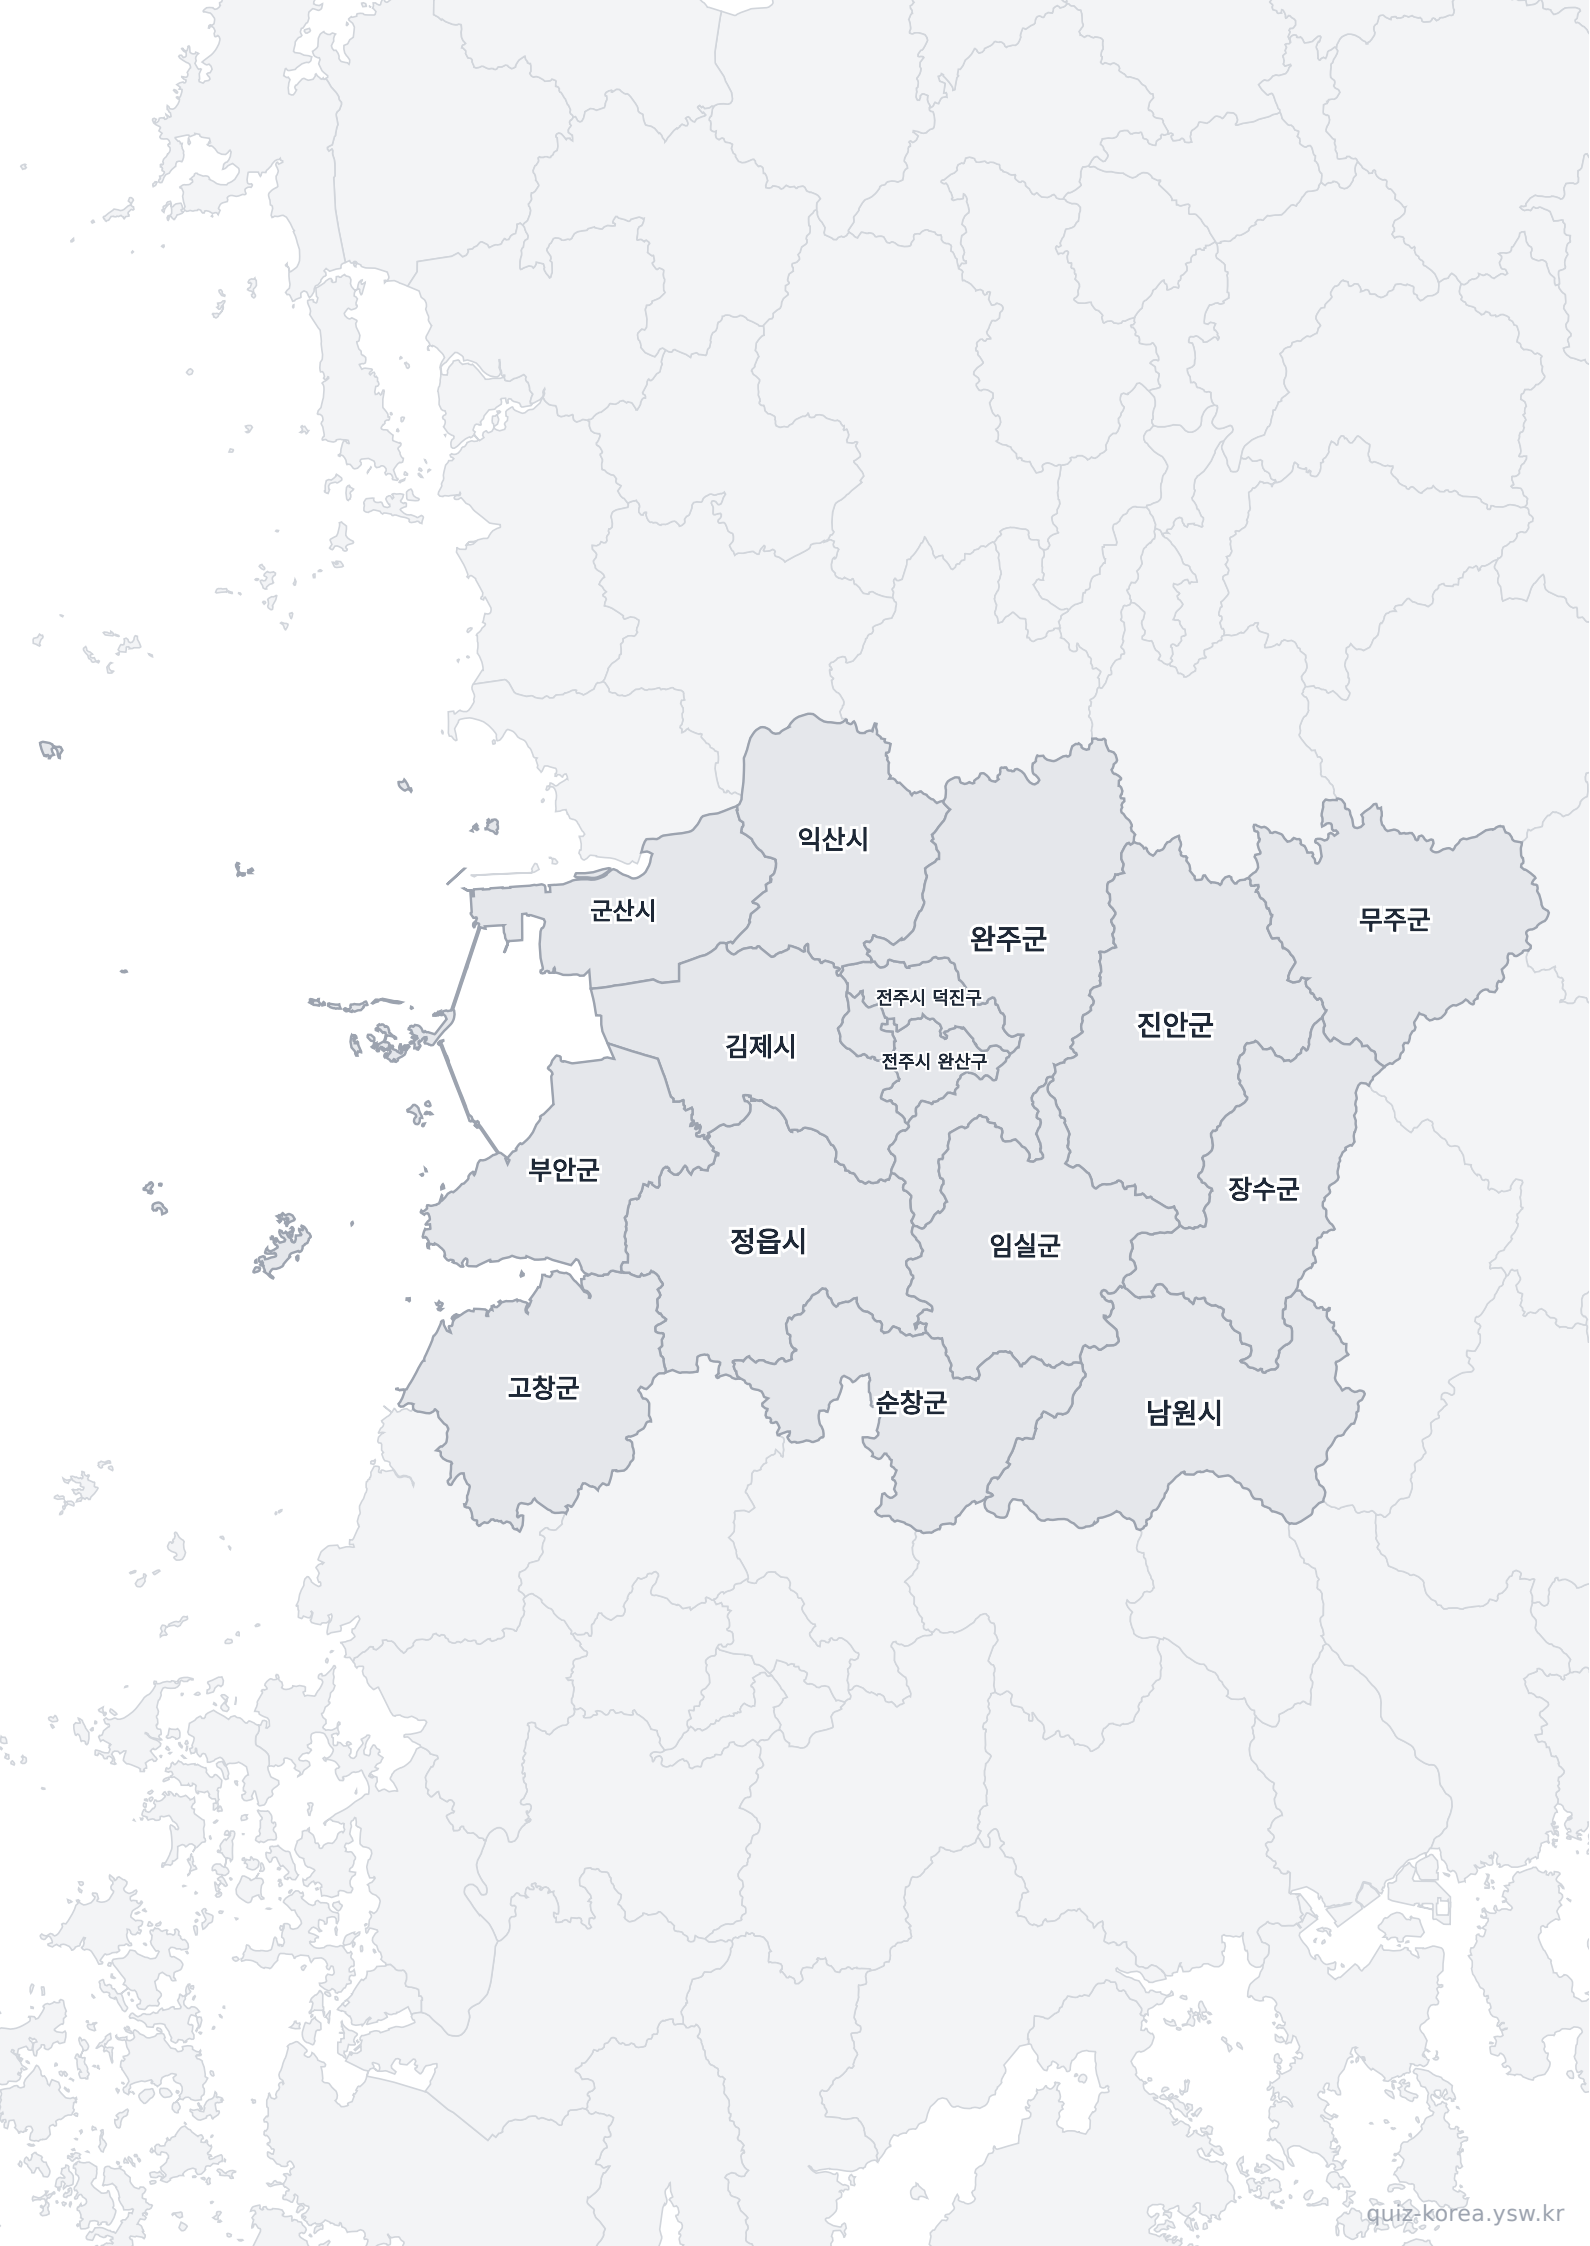 익산시
군산시
무주군
완주군
전주시 덕진구
진안군
김제시
전주시 완산구
부안군
장수군
정읍시
임실군
고창군
순창군
남원시
quiz-korea.ysw.kr